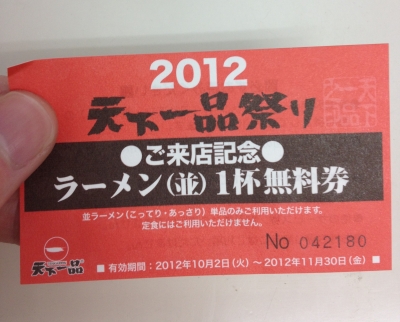 2012
天下一品祭り
●ご来店記念●
ラーメン(並)1杯無料券
並ラーメン(こってり・あっさり)単品のみご利用いただけます。
定食にはご利用いただけません。
No 042180
天下一品
■有効期間:2012年10月2日(火)～2012年11月30日(金)■